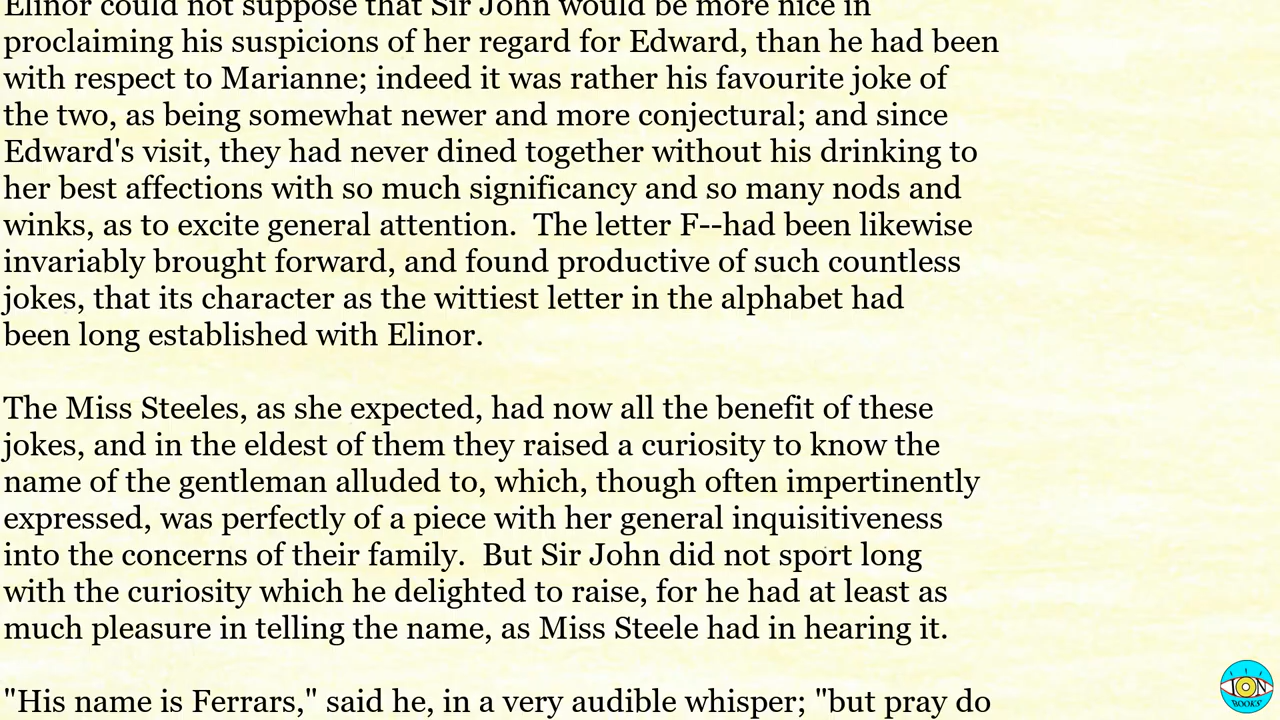 Elinor could not suppose that Sir John would be more nice in
proclaiming his suspicions of her regard for Edward, than he had been
with respect to Marianne; indeed it was rather his favourite joke of
the two, as being somewhat newer and more conjectural; and since
Edward's visit, they had never dined together without his drinking to
her best affections with so much significancy and so many nods and
winks, as to excite general attention.  The letter F--had been likewise
invariably brought forward, and found productive of such countless
jokes, that its character as the wittiest letter in the alphabet had
been long established with Elinor.

The Miss Steeles, as she expected, had now all the benefit of these
jokes, and in the eldest of them they raised a curiosity to know the
name of the gentleman alluded to, which, though often impertinently
expressed, was perfectly of a piece with her general inquisitiveness
into the concerns of their family.  But Sir John did not sport long
with the curiosity which he delighted to raise, for he had at least as
much pleasure in telling the name, as Miss Steele had in hearing it.

"His name is Ferrars," said he, in a very audible whisper; "but pray do
ION
BOOKS